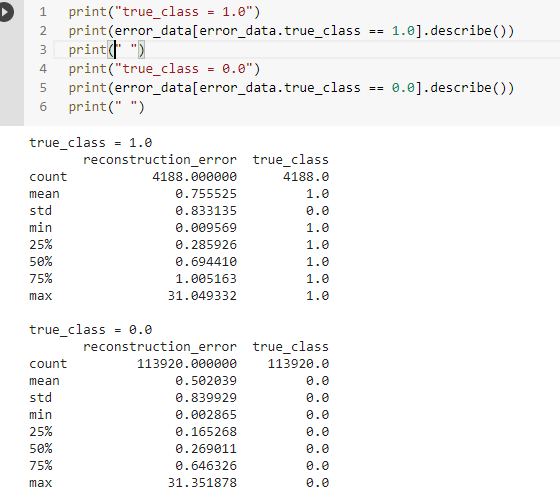 1 print("true_class = 1.0")
2 print(error_data[error_data.true_class == 1.0].describe())
3 print(" ")
4 print("true_class = 0.0")
5 print(error_data[error_data.true_class == 0.0].describe())
6 print(" ")
true_class = 1.0
reconstruction_error true_class
count 4188.000000 4188.0
mean 0.755525 1.0
std 0.833135 0.0
min 0.009569 1.0
25% 0.285926 1.0
50% 0.694410 1.0
75% 1.005163 1.0
max 31.049332 1.0
true_class = 0.0
reconstruction_error true_class
count 113920.000000 113920.0
mean 0.502039 0.0
std 0.839929 0.0
min 0.002865 0.0
25% 0.165268 0.0
50% 0.269011 0.0
75% 0.646326 0.0
max 31.351878 0.0